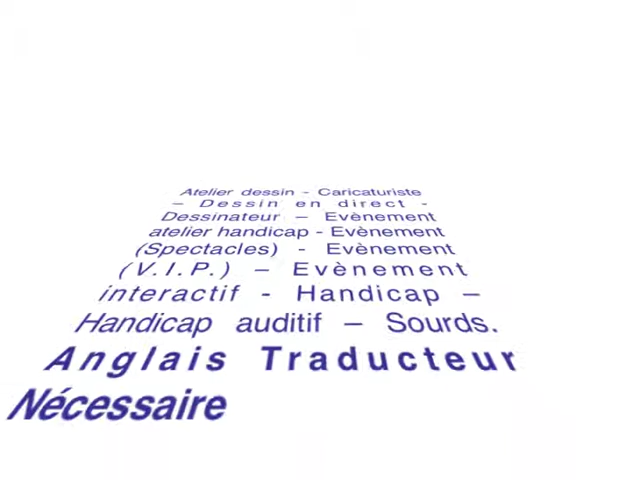 Atelier dessin - Caricaturiste
– Dessin en direct -
Dessinateur – Evènement
atelier handicap - Evènement
(Spectacles) - Evènement
(V.I.P.) – Evènement
interactif - Handicap –
Handicap auditif – Sourds.
Anglais Traducteur
Nécessaire